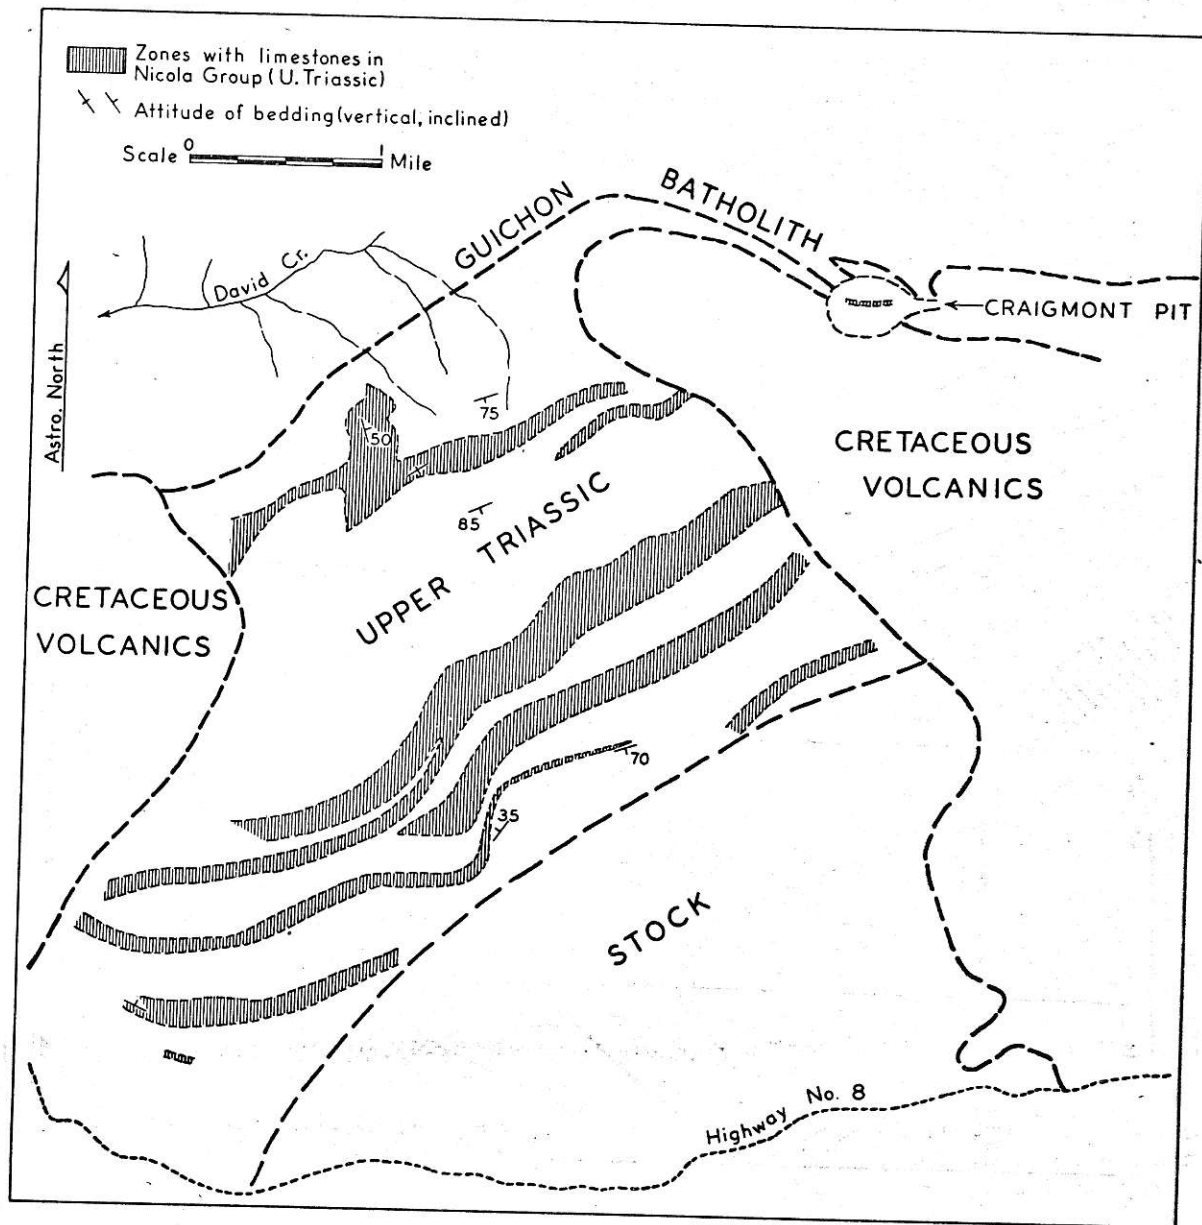 Zones with limestones in
Nicola Group (U. Triassic)
Attitude of bedding (vertical, inclined)
Scale 0 1 Mile
GUICHON BATHOLITH
David Cr.
CRAIGMONT PIT
Astro. North
75
50
CRETACEOUS
VOLCANICS
85
UPPER TRIASSIC
CRETACEOUS
VOLCANICS
70
35
STOCK
Highway No. 8